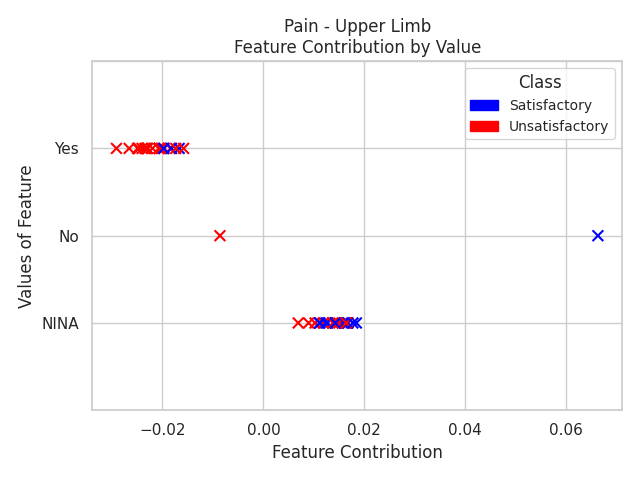 Pain - Upper Limb
Feature Contribution by Value
Class
Satisfactory
Unsatisfactory
Values of Feature
Yes
No
NINA
−0.02
0.00
0.02
0.04
0.06
Feature Contribution